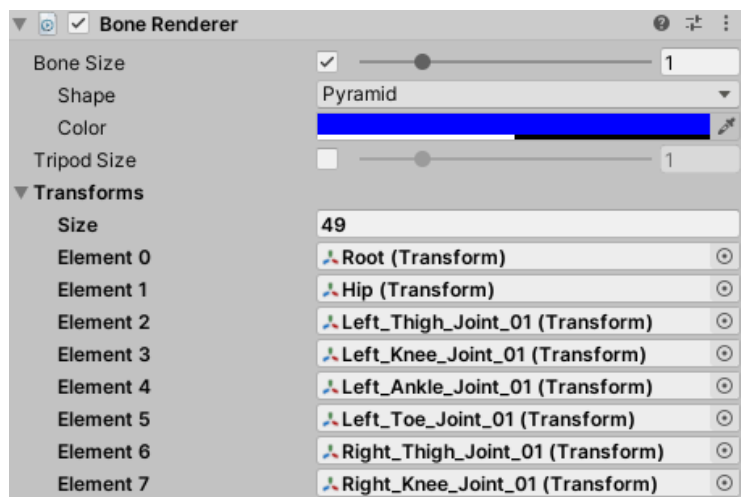 Bone Renderer
Bone Size 1
Shape Pyramid
Color
Tripod Size 1
Transforms
Size 49
Element 0 Root (Transform)
Element 1 Hip (Transform)
Element 2 Left_Thigh_Joint_01 (Transform)
Element 3 Left_Knee_Joint_01 (Transform)
Element 4 Left_Ankle_Joint_01 (Transform)
Element 5 Left_Toe_Joint_01 (Transform)
Element 6 Right_Thigh_Joint_01 (Transform)
Element 7 Right_Knee_Joint_01 (Transform)